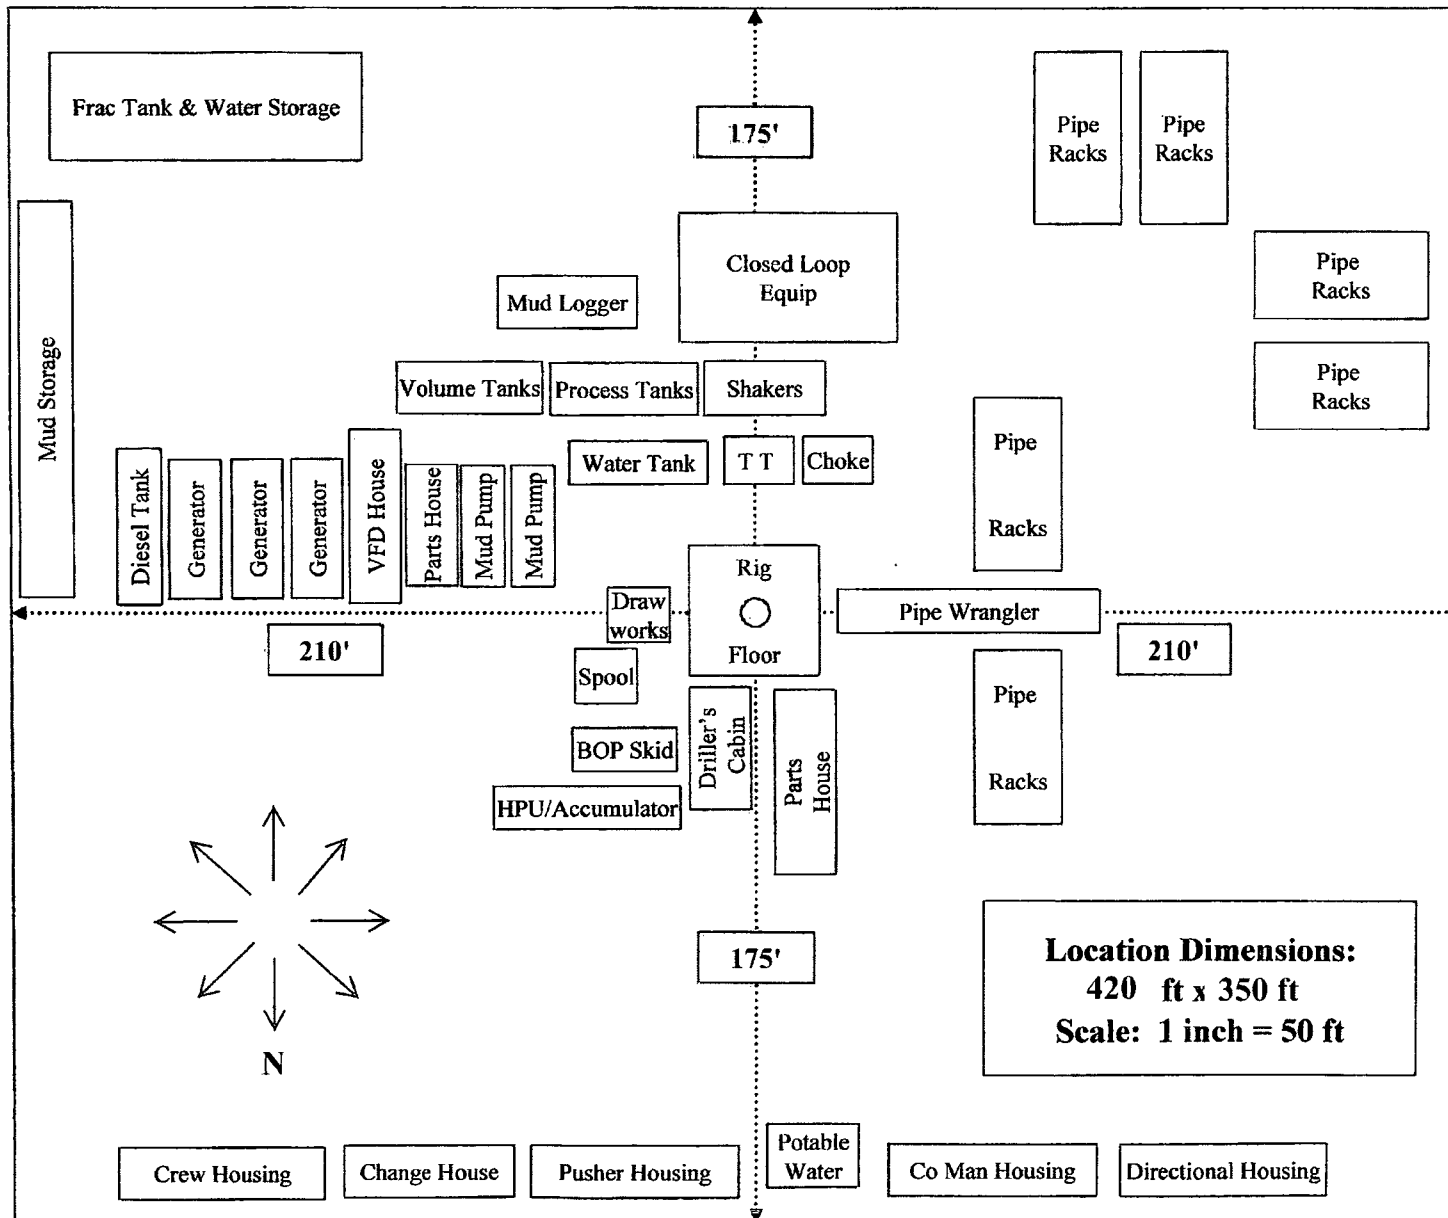 Frac Tank & Water Storage
175'
Pipe
Racks
Pipe
Racks
Closed Loop
Equip
Mud Logger
Pipe
Racks
Mud Storage
Volume Tanks
Process Tanks
Shakers
Pipe
Racks
Diesel Tank
Generator
Generator
Generator
VFD House
Parts House
Mud Pump
Mud Pump
Water Tank
T T
Choke
Pipe
Racks
Rig
Floor
Draw
works
Pipe Wrangler
210'
210'
Spool
BOP Skid
HPU/Accumulator
Driller's
Cabin
Parts
House
Pipe
Racks
N
175'
Location Dimensions:
420 ft x 350 ft
Scale: 1 inch = 50 ft
Crew Housing
Change House
Pusher Housing
Potable
Water
Co Man Housing
Directional Housing